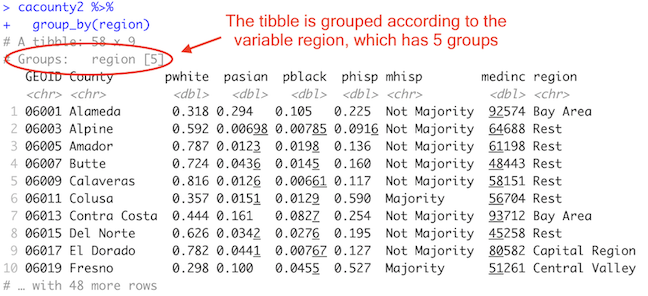 > cacounty2 %>%
+ group_by(region)
The tibble is grouped according to the
variable region, which has 5 groups
# A tibble: 58 x 9
# Groups: region [5]
GEOID County pwhite pasian pblack phisp mhisp medinc region
<chr> <chr> <dbl> <dbl> <dbl> <dbl> <chr> <dbl> <chr>
1 06001 Alameda 0.318 0.294 0.105 0.225 Not Majority 92574 Bay Area
2 06003 Alpine 0.592 0.00698 0.00785 0.0916 Not Majority 64688 Rest
3 06005 Amador 0.787 0.0123 0.0198 0.136 Not Majority 61198 Rest
4 06007 Butte 0.724 0.0436 0.0145 0.160 Not Majority 48443 Rest
5 06009 Calaveras 0.816 0.0126 0.00661 0.117 Not Majority 58151 Rest
6 06011 Colusa 0.357 0.0151 0.0129 0.590 Majority 56704 Rest
7 06013 Contra Costa 0.444 0.161 0.0827 0.254 Not Majority 93712 Bay Area
8 06015 Del Norte 0.626 0.0342 0.0276 0.195 Not Majority 45258 Rest
9 06017 El Dorado 0.782 0.0441 0.00767 0.127 Not Majority 80582 Capital Region
10 06019 Fresno 0.298 0.100 0.0455 0.527 Majority 51261 Central Valley
# … with 48 more rows